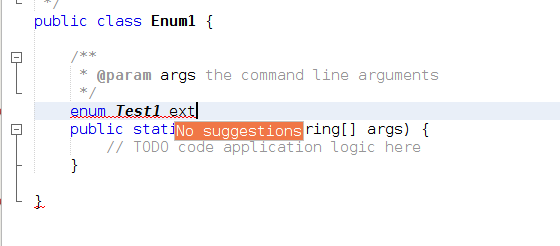 */
public class Enum1 {
/**
* @param args the command line arguments
*/
enum Test1 ext
public stati No suggestions ring[] args) {
// TODO code application logic here
}
}